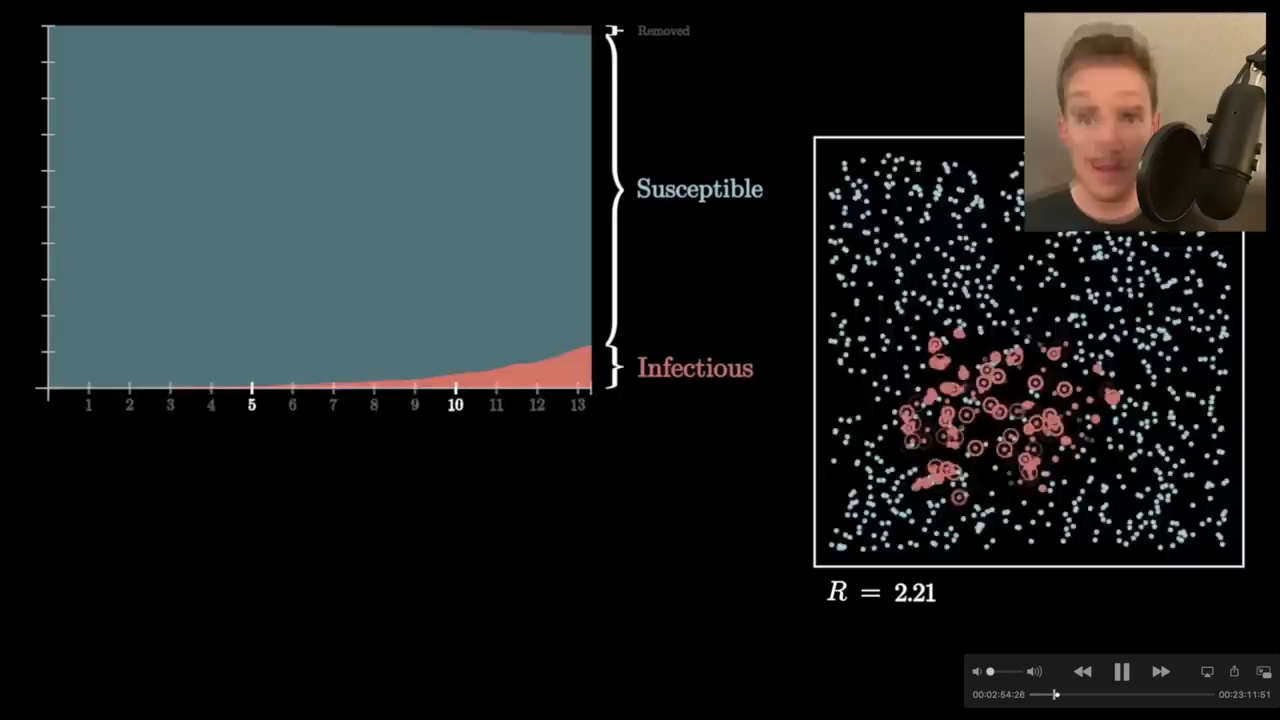 Removed
Susceptible
Infectious
1 2 3 4 5 6 7 8 9 10 11 12 13
R = 2.21
00:02:54:26 00:23:11:51